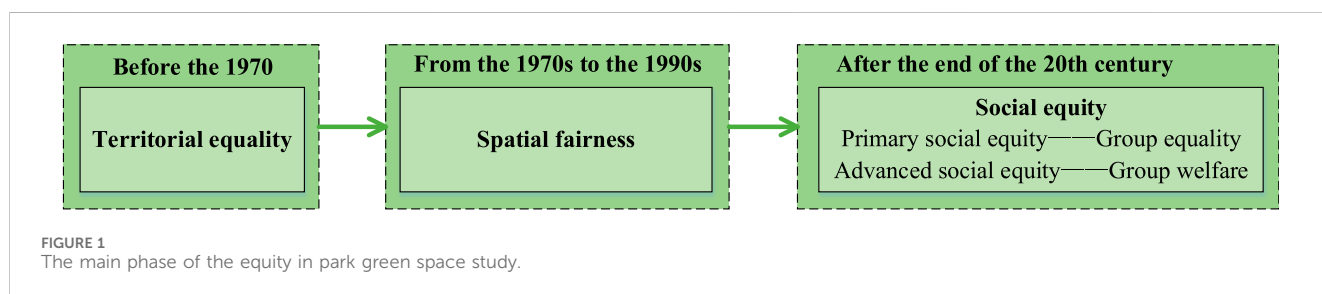 Before the 1970
Territorial equality
From the 1970s to the 1990s
Spatial fairness
After the end of the 20th century
Social equity
Primary social equity——Group equality
Advanced social equity——Group welfare
FIGURE 1
The main phase of the equity in park green space study.